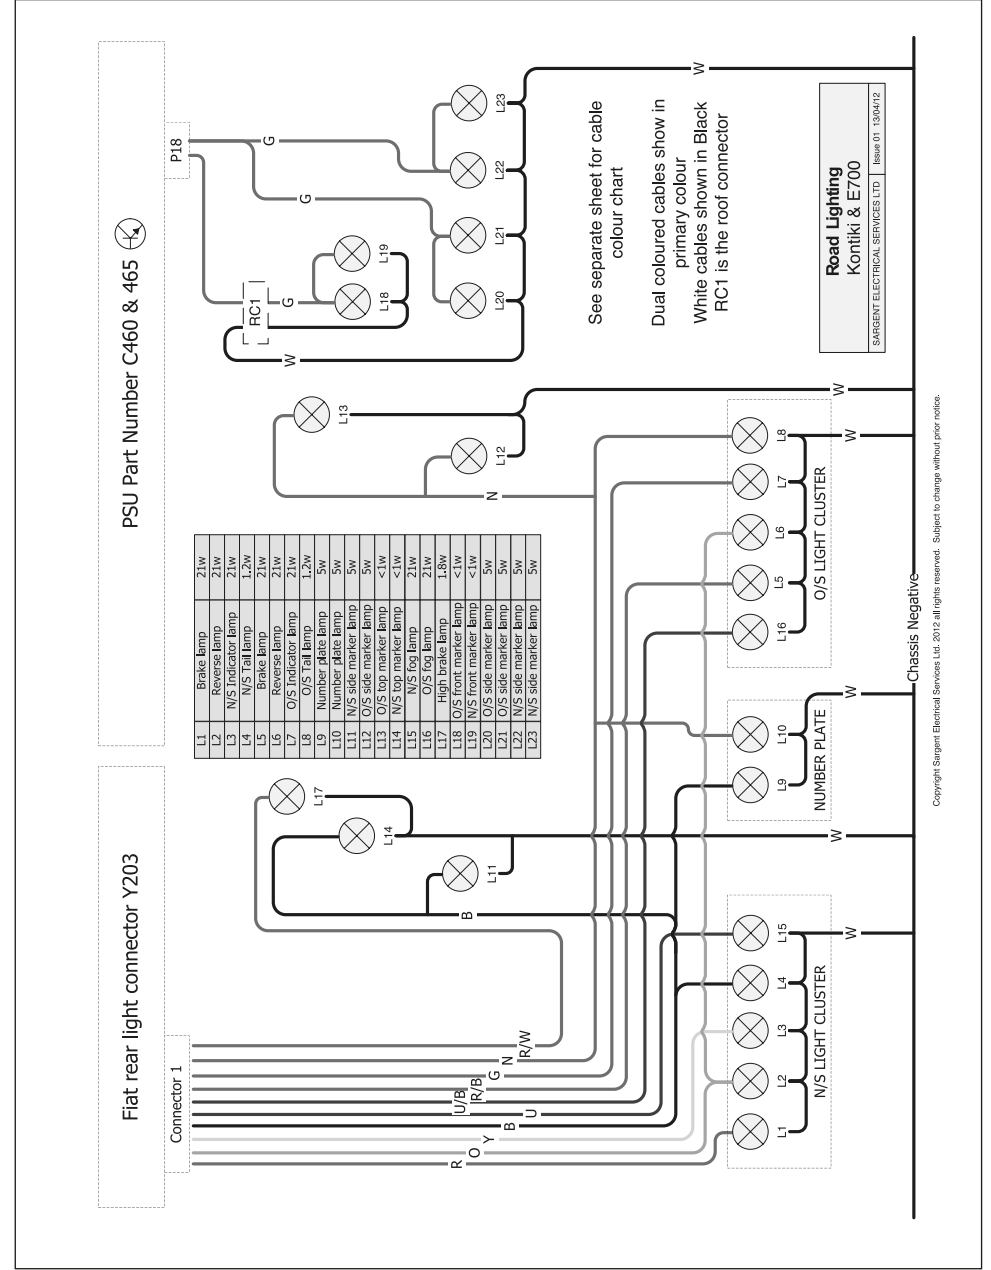 Fiat rear light connector Y203
PSU Part Number C460 & 465
Connector 1
P18
R
O
Y
B
U
U/B
R/B
G
N
R/W
B
L17
L14
L11
L1 Brake lamp 21w
L2 Reverse lamp 21w
L3 N/S Indicator lamp 21w
L4 N/S Tail lamp 1.2w
L5 Brake lamp 21w
L6 Reverse lamp 21w
L7 O/S Indicator lamp 21w
L8 O/S Tail lamp 1.2w
L9 Number plate lamp 5w
L10 Number plate lamp 5w
L11 N/S side marker lamp 5w
L12 O/S side marker lamp 5w
L13 O/S top marker lamp <1w
L14 N/S top marker lamp <1w
L15 N/S fog lamp 21w
L16 O/S fog lamp 21w
L17 High brake lamp 1.8w
L18 O/S front marker lamp <1w
L19 N/S front marker lamp <1w
L20 O/S side marker lamp 5w
L21 O/S side marker lamp 5w
L22 N/S side marker lamp 5w
L23 N/S side marker lamp 5w
N
L13
L12
W
RC1
G
L18
L19
G
G
L20
L21
L22
L23
W
See separate sheet for cable
colour chart
Dual coloured cables show in
primary colour
White cables shown in Black
RC1 is the roof connector
L1
L2
L3
L4
L15
N/S LIGHT CLUSTER
W
W
L9
L10
NUMBER PLATE
W
L16
L5
L6
L7
L8
O/S LIGHT CLUSTER
W
W
Road Lighting
Kontiki & E700
SARGENT ELECTRICAL SERVICES LTD
Issue 01 13/04/12
Chassis Negative
Copyright Sargent Electrical Services Ltd. 2012 all rights reserved. Subject to change without prior notice.